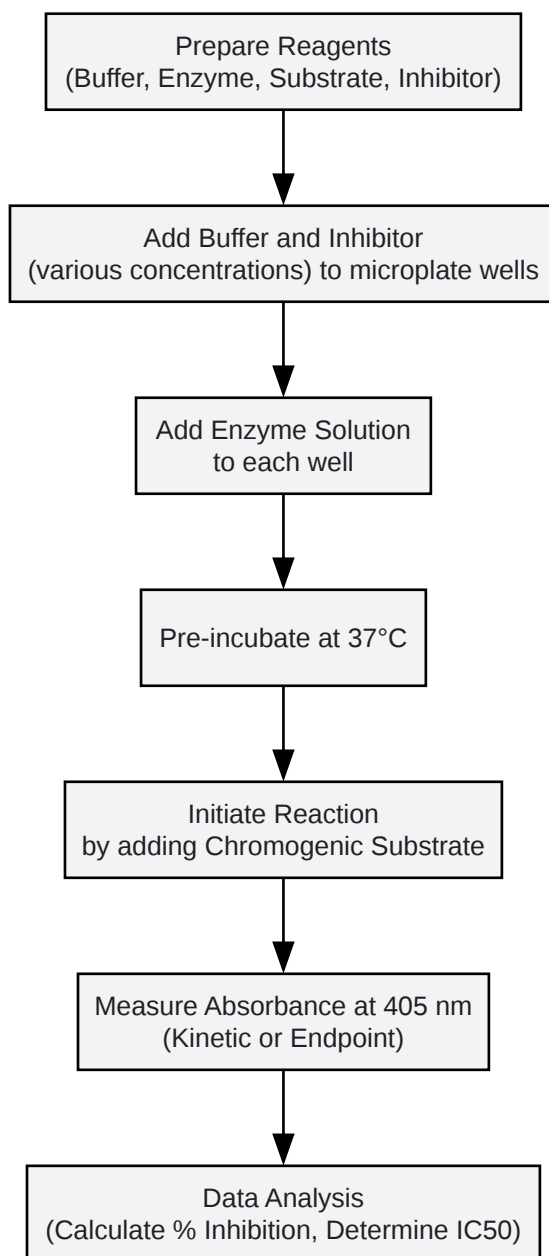 Prepare Reagents
(Buffer, Enzyme, Substrate, Inhibitor)
Add Buffer and Inhibitor
(various concentrations) to microplate wells
Add Enzyme Solution
to each well
Pre-incubate at 37°C
Initiate Reaction
by adding Chromogenic Substrate
Measure Absorbance at 405 nm
(Kinetic or Endpoint)
Data Analysis
(Calculate % Inhibition, Determine IC50)